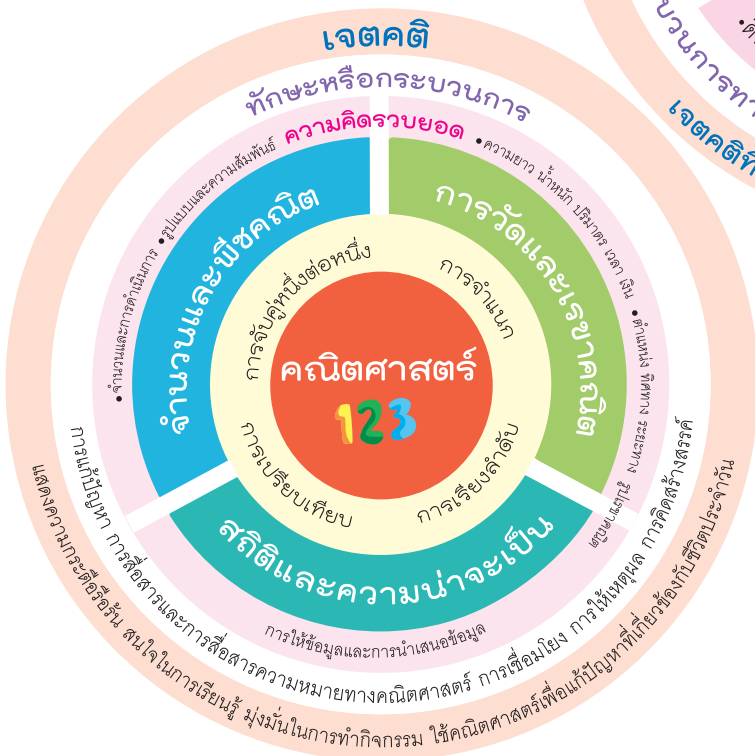 เจตคติ
ทักษะหรือกระบวนการ
ความคิดรวบยอด
•จำนวนและการดำเนินการ •รูปแบบและความสัมพันธ์
•ความยาว น้ำหนัก ปริมาตร เวลา เงิน •ตำแหน่ง ทิศทาง ระยะทาง รูปเรขาคณิต
จำนวนและพีชคณิต
การวัดและเรขาคณิต
การจับคู่หนึ่งต่อหนึ่ง
การจำแนก
คณิตศาสตร์
123
การเปรียบเทียบ
การเรียงลำดับ
สถิติและความน่าจะเป็น
การให้ข้อมูลและการนำเสนอข้อมูล
การแก้ปัญหา การสื่อสารและการสื่อสารความหมายทางคณิตศาสตร์ การเชื่อมโยง การให้เหตุผล การคิดสร้างสรรค์
แสดงความกระตือรือร้น สนใจในการเรียนรู้ มุ่งมั่นในการทำกิจกรรม ใช้คณิตศาสตร์เพื่อแก้ปัญหาที่เกี่ยวข้องกับชีวิตประจำวัน
เจตคติที่